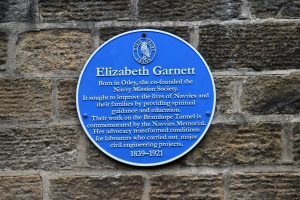 Elizabeth Garnett
Born in Otley, she co-founded the
Navvy Mission Society.
It sought to improve the lives of Navvies and
their families by providing spiritual
guidance and education.
Their work on the Bramhope Tunnel is
commemorated by the Navvies Memorial.
Her advocacy transformed conditions
for labourers who carried out major
civil engineering projects.
1839-1921